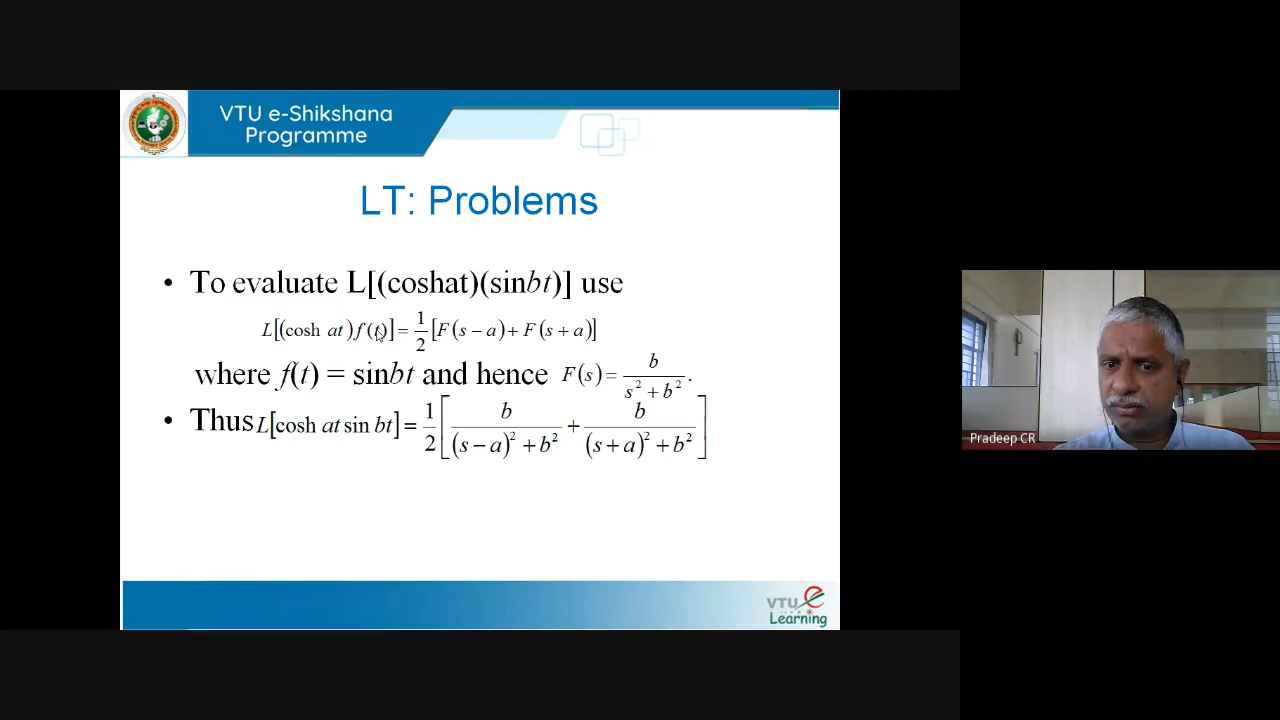 VTU e-Shikshana
Programme
LT: Problems
• To evaluate L[(coshat)(sinbt)] use
L[(cosh at)f(t)] = 1/2 [F(s − a) + F(s + a)]
where f(t) = sinbt and hence F(s) = b/(s² + b²).
• Thus L[cosh at sin bt] = 1/2 [b/((s − a)² + b²) + b/((s + a)² + b²)]
Pradeep CR
VTU e
Learning